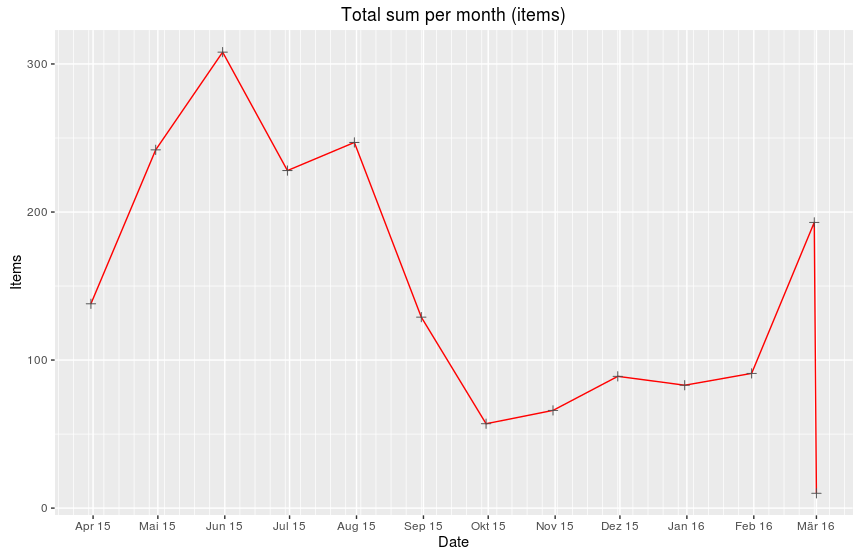 Total sum per month (items)
300
200
100
0
Items
Apr 15 Mai 15 Jun 15 Jul 15 Aug 15 Sep 15 Okt 15 Nov 15 Dez 15 Jan 16 Feb 16 Mär 16
Date